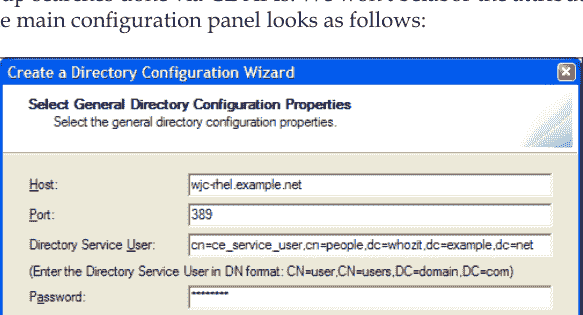 e main configuration panel looks as follows:
Create a Directory Configuration Wizard
Select General Directory Configuration Properties
Select the general directory configuration properties.
Host: wjc-rhel.example.net
Port: 389
Directory Service User: cn=ce_service_user,cn=people,dc=whozit,dc=example,dc=net
(Enter the Directory Service User in DN format: CN=user,CN=users,DC=domain,DC=com)
Password: ********